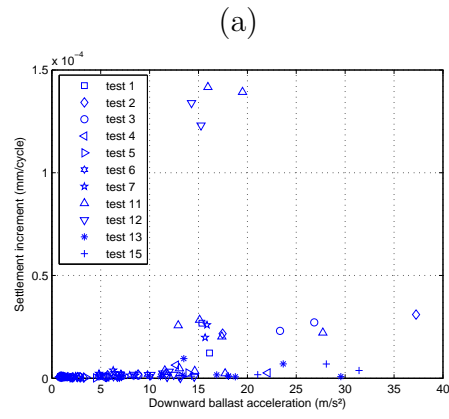 (a)
x 10⁻⁴
1.5
1
0.5
0
Settlement increment (mm/cycle)
test 1
test 2
test 3
test 4
test 5
test 6
test 7
test 11
test 12
test 13
test 15
0 5 10 15 20 25 30 35 40
Downward ballast acceleration (m/s²)